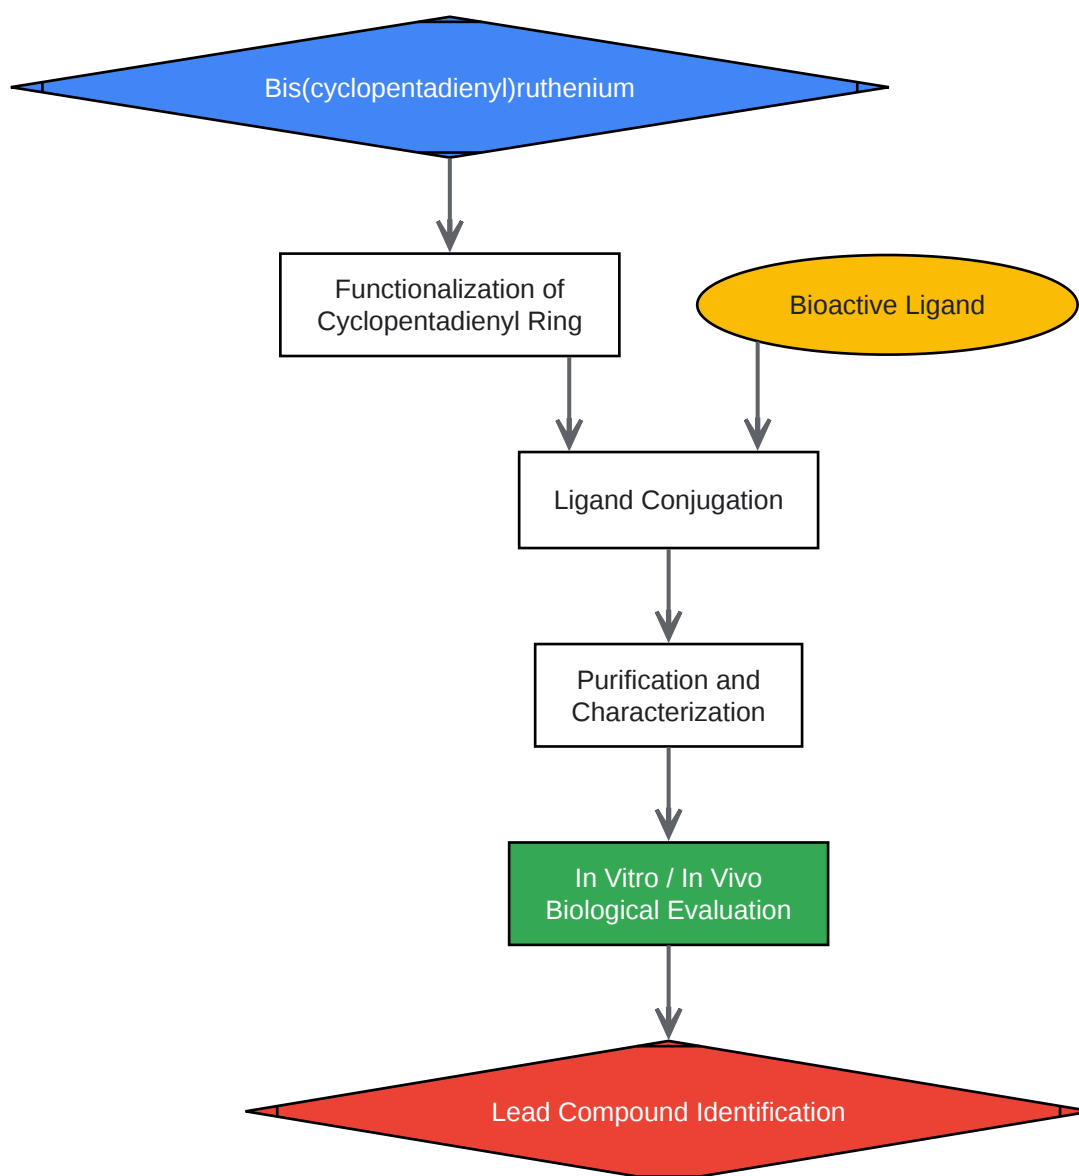 Bis(cyclopentadienyl)ruthenium
Functionalization of
Cyclopentadienyl Ring
Bioactive Ligand
Ligand Conjugation
Purification and
Characterization
In Vitro / In Vivo
Biological Evaluation
Lead Compound Identification